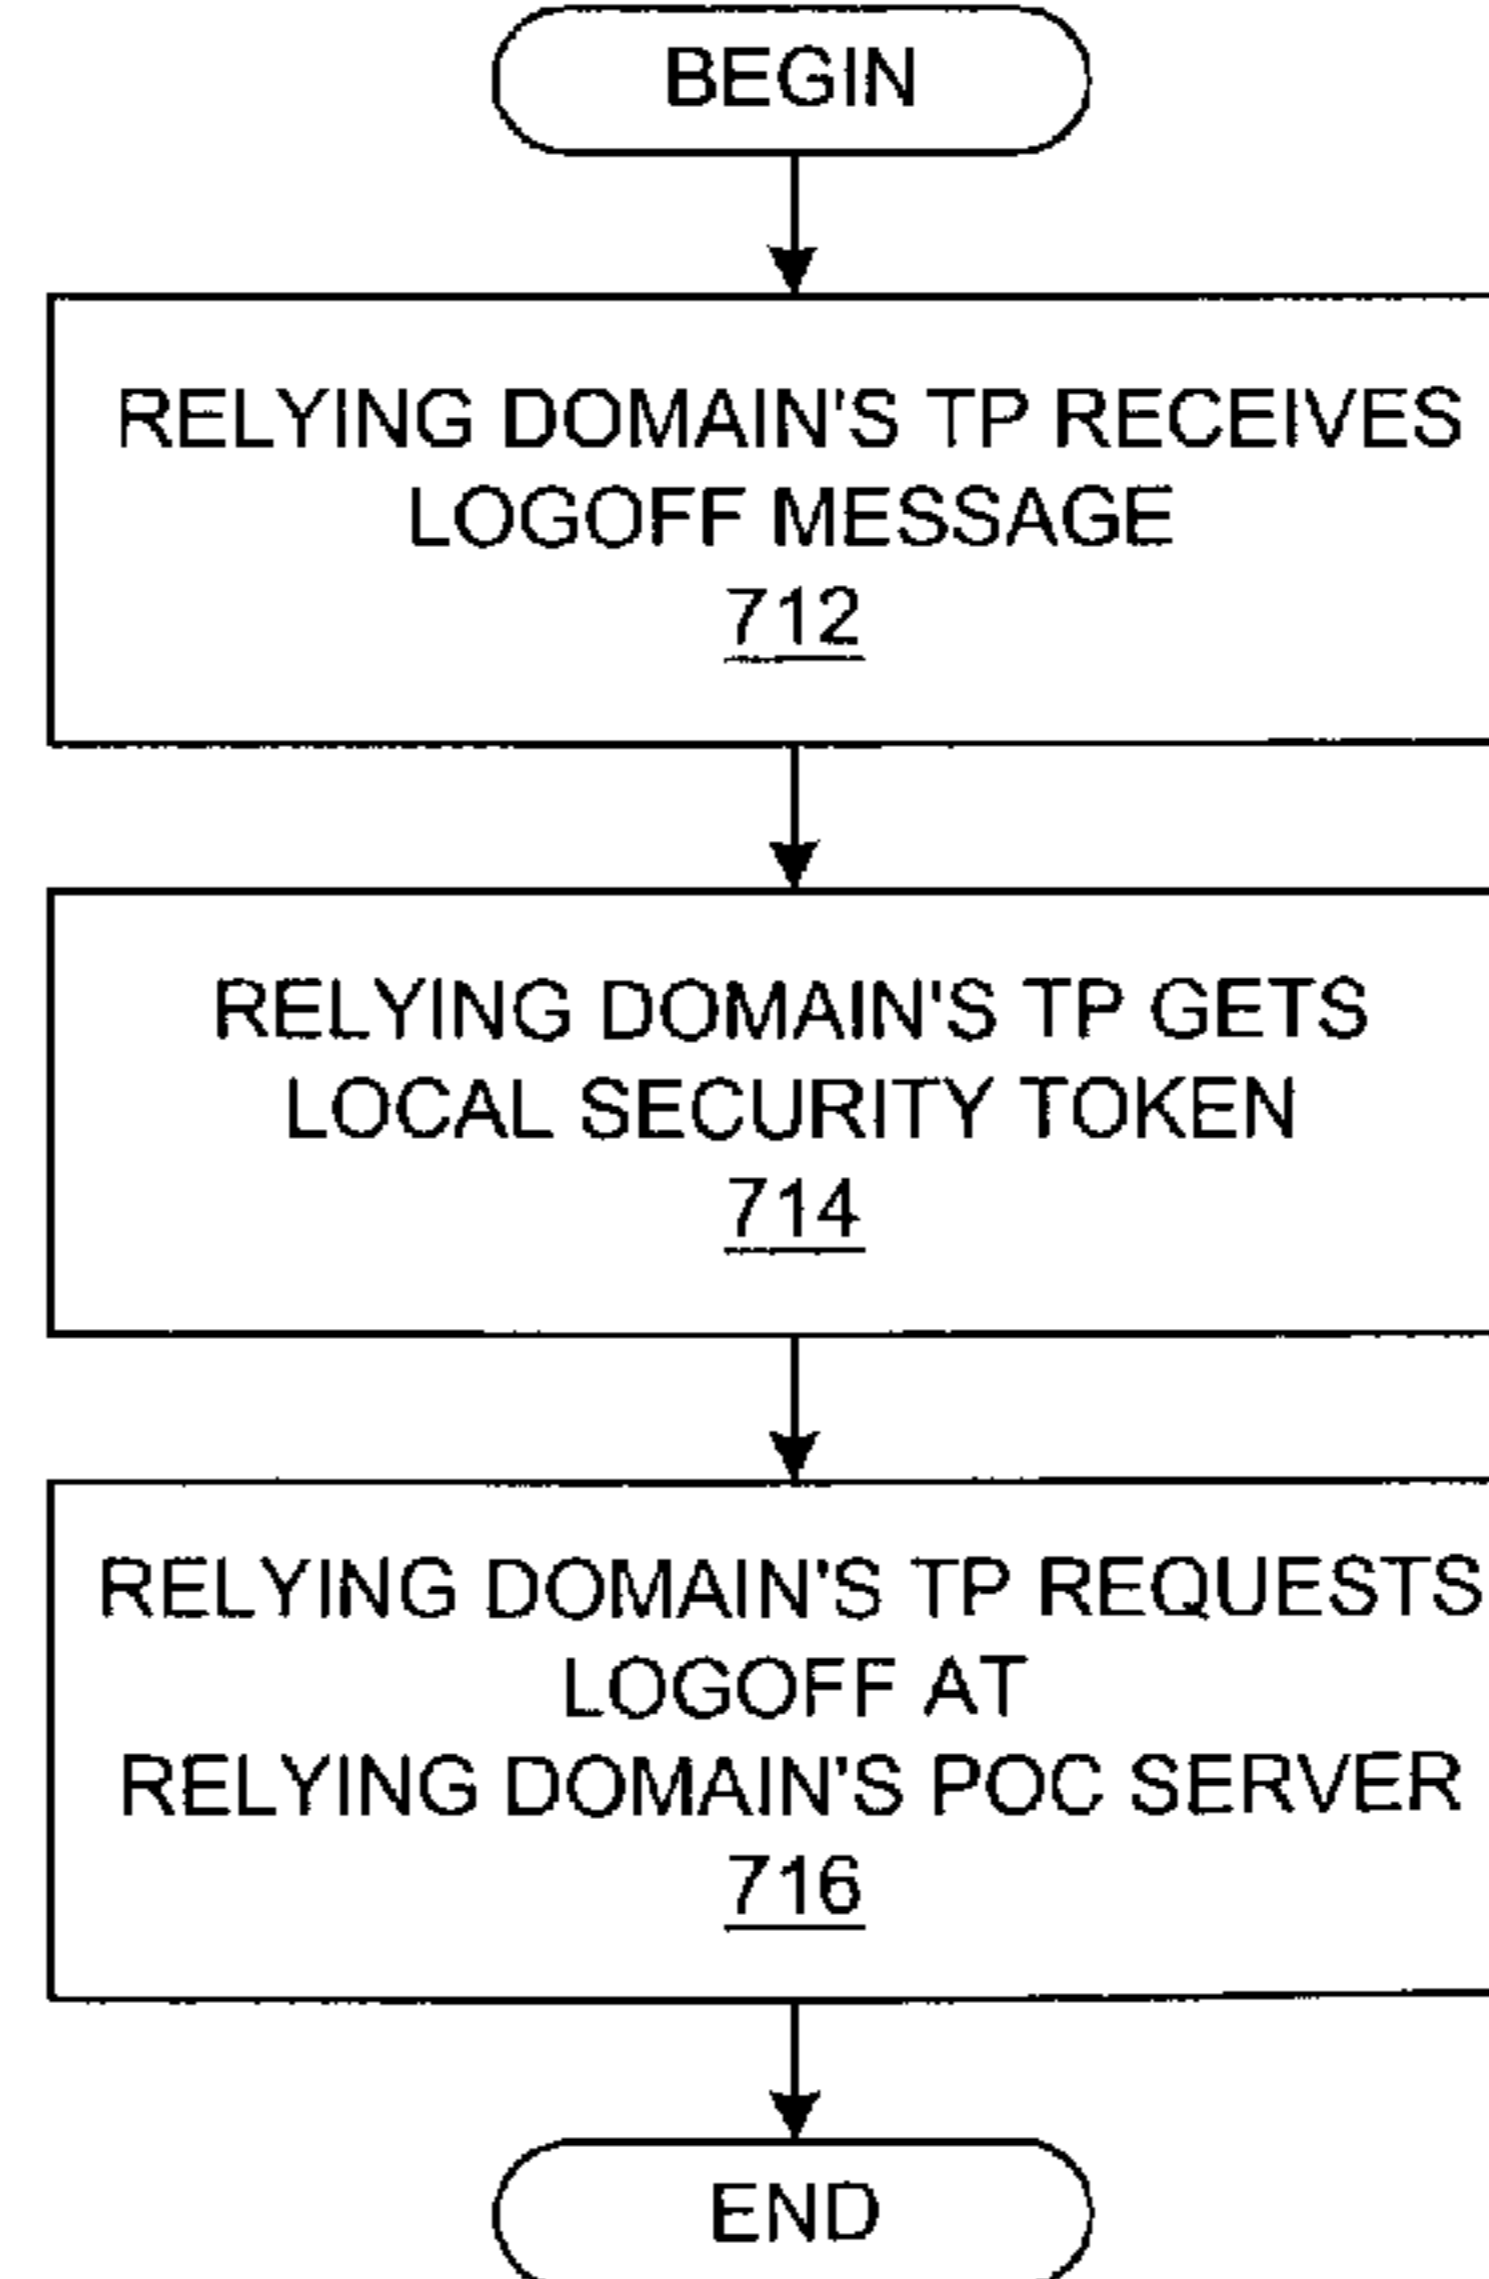 BEGIN
RELYING DOMAIN'S TP RECEIVES
LOGOFF MESSAGE
712
RELYING DOMAIN'S TP GETS
LOCAL SECURITY TOKEN
714
RELYING DOMAIN'S TP REQUESTS
LOGOFF AT
RELYING DOMAIN'S POC SERVER
716
END